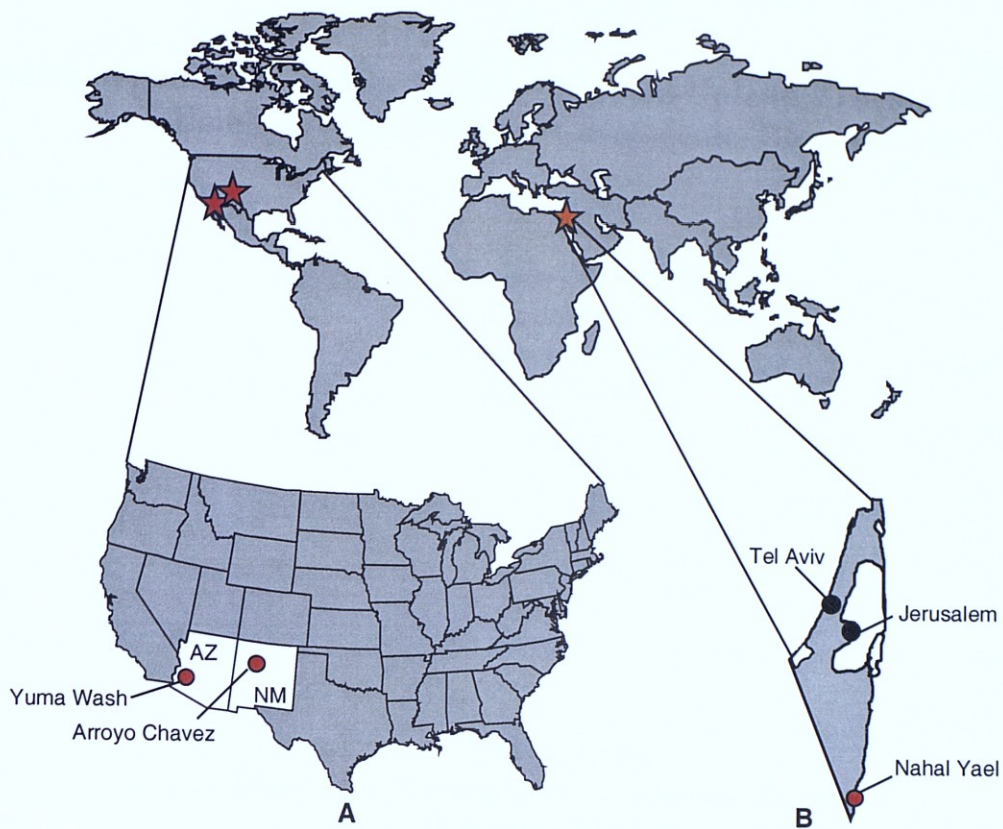 Tel Aviv
Jerusalem
AZ
NM
Yuma Wash
Arroyo Chavez
Nahal Yael
A
B